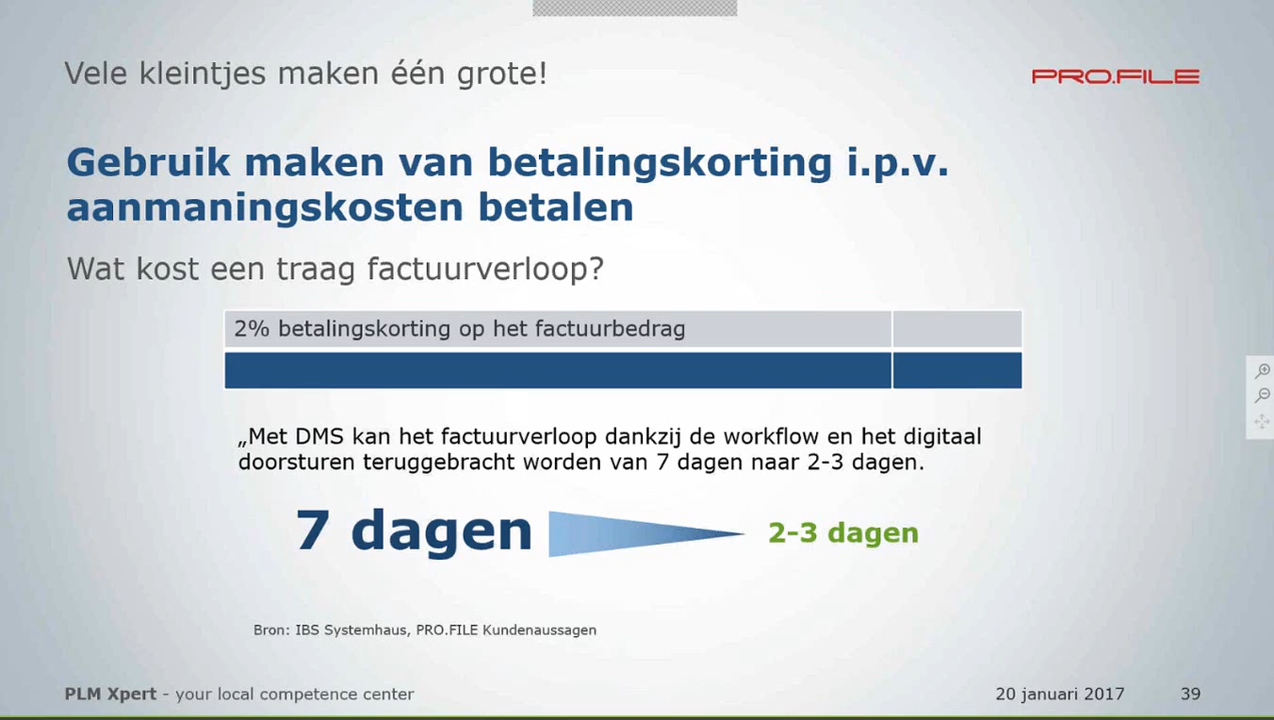 Vele kleintjes maken één grote!
PRO.FILE
Gebruik maken van betalingskorting i.p.v.
aanmaningskosten betalen
Wat kost een traag factuurverloop?
2% betalingskorting op het factuurbedrag
„Met DMS kan het factuurverloop dankzij de workflow en het digitaal
doorsturen teruggebracht worden van 7 dagen naar 2-3 dagen.
7 dagen
2-3 dagen
Bron: IBS Systemhaus, PRO.FILE Kundenaussagen
PLM Xpert - your local competence center
20 januari 2017
39